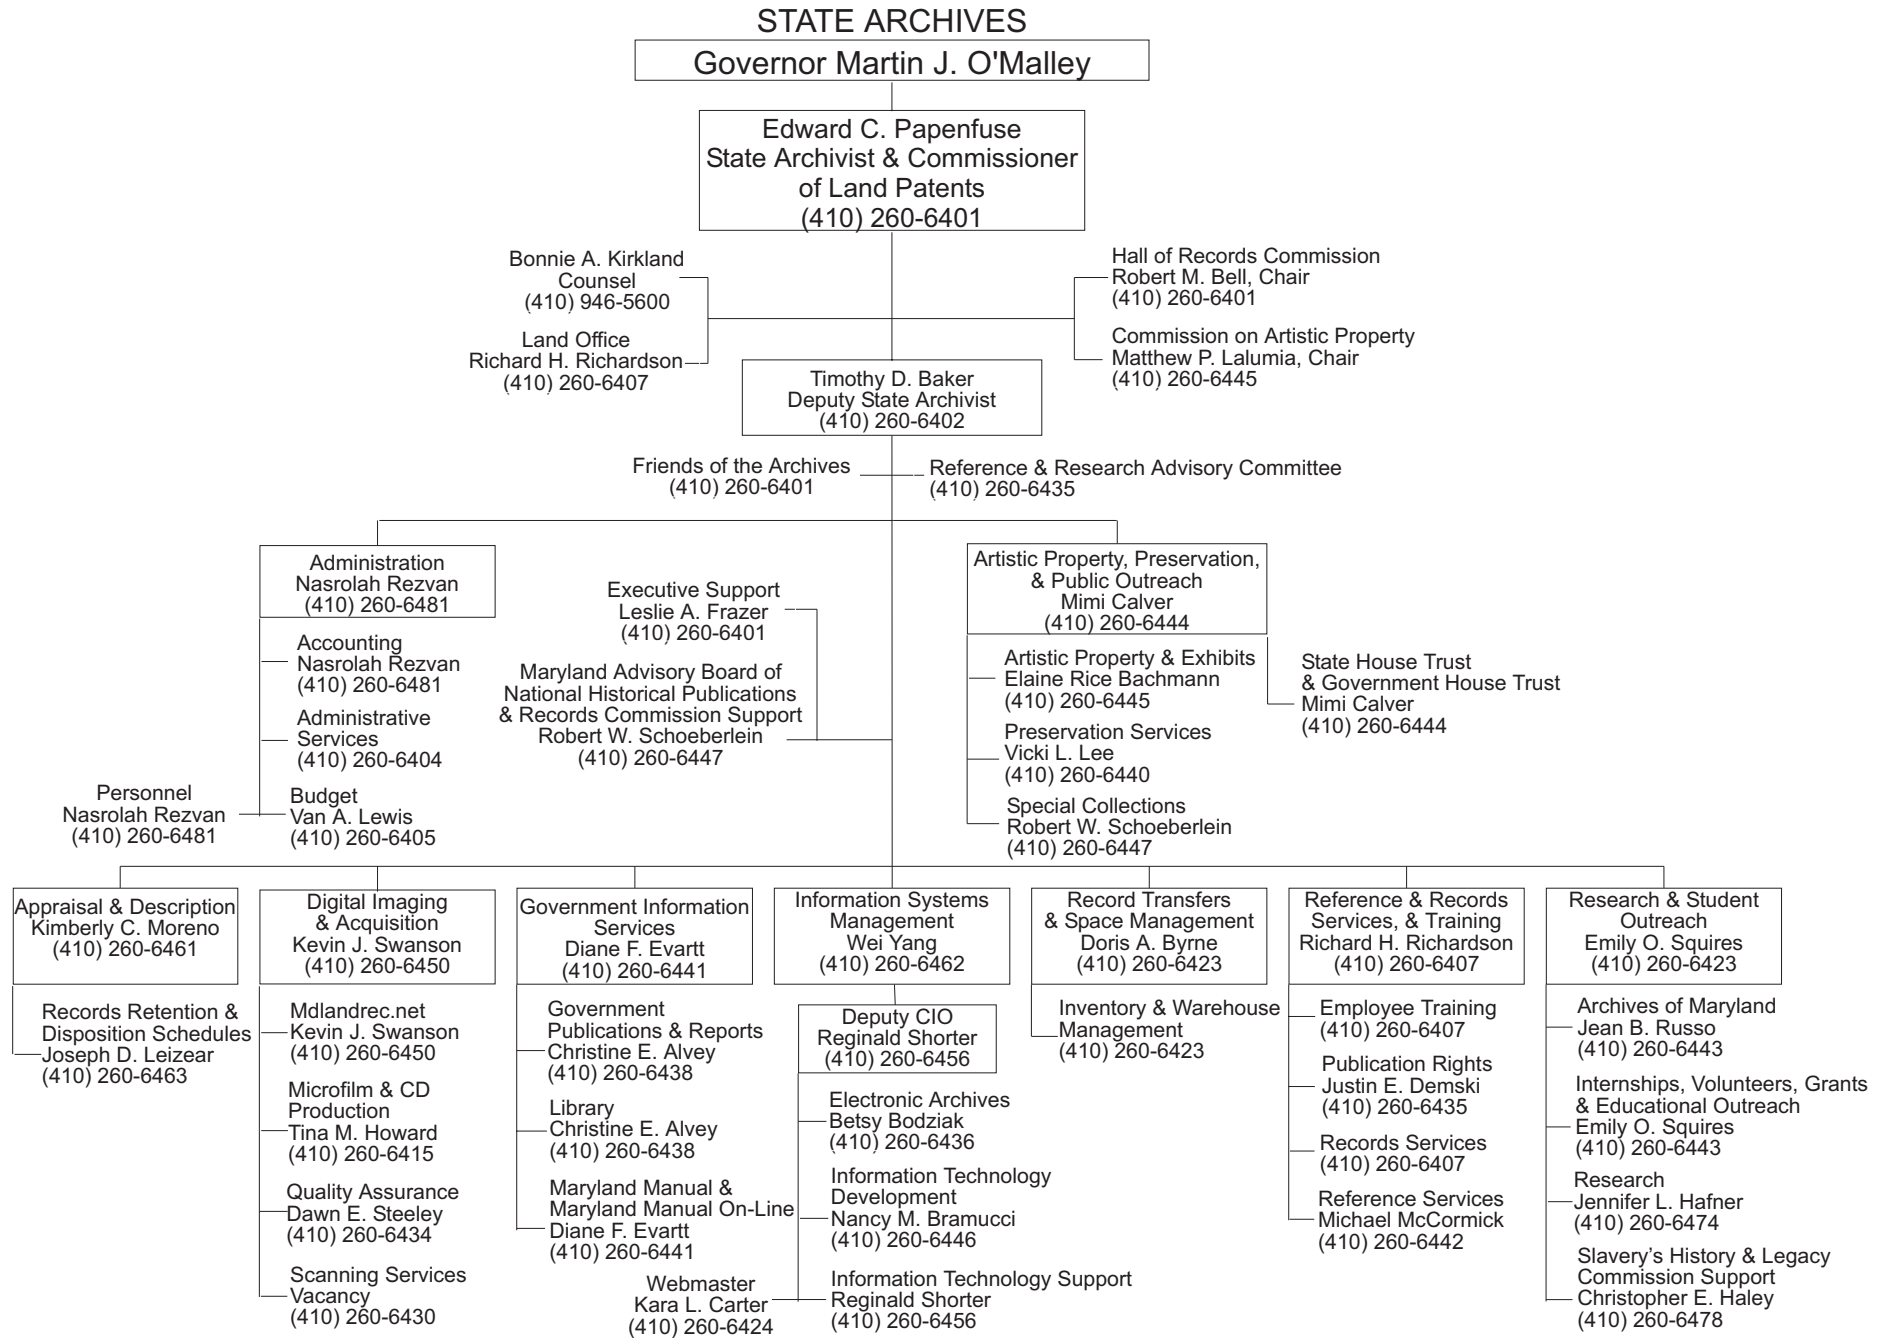 STATE ARCHIVES
Governor Martin J. O'Malley
Edward C. Papenfuse
State Archivist & Commissioner
of Land Patents
(410) 260-6401
Bonnie A. Kirkland
Counsel
(410) 946-5600
Land Office
Richard H. Richardson
(410) 260-6407
Hall of Records Commission
Robert M. Bell, Chair
(410) 260-6401
Commission on Artistic Property
Matthew P. Lalumia, Chair
(410) 260-6445
Timothy D. Baker
Deputy State Archivist
(410) 260-6402
Friends of the Archives
(410) 260-6401
Reference & Research Advisory Committee
(410) 260-6435
Administration
Nasrolah Rezvan
(410) 260-6481
Accounting
Nasrolah Rezvan
(410) 260-6481
Administrative
Services
(410) 260-6404
Personnel
Nasrolah Rezvan
(410) 260-6481
Budget
Van A. Lewis
(410) 260-6405
Executive Support
Leslie A. Frazer
(410) 260-6401
Maryland Advisory Board of
National Historical Publications
& Records Commission Support
Robert W. Schoeberlein
(410) 260-6447
Artistic Property, Preservation,
& Public Outreach
Mimi Calver
(410) 260-6444
Artistic Property & Exhibits
Elaine Rice Bachmann
(410) 260-6445
Preservation Services
Vicki L. Lee
(410) 260-6440
Special Collections
Robert W. Schoeberlein
(410) 260-6447
State House Trust
& Government House Trust
Mimi Calver
(410) 260-6444
Appraisal & Description
Kimberly C. Moreno
(410) 260-6461
Records Retention &
Disposition Schedules
Joseph D. Leizear
(410) 260-6463
Digital Imaging
& Acquisition
Kevin J. Swanson
(410) 260-6450
Mdlandrec.net
Kevin J. Swanson
(410) 260-6450
Microfilm & CD
Production
Tina M. Howard
(410) 260-6415
Quality Assurance
Dawn E. Steeley
(410) 260-6434
Scanning Services
Vacancy
(410) 260-6430
Government Information
Services
Diane F. Evartt
(410) 260-6441
Government
Publications & Reports
Christine E. Alvey
(410) 260-6438
Library
Christine E. Alvey
(410) 260-6438
Maryland Manual &
Maryland Manual On-Line
Diane F. Evartt
(410) 260-6441
Information Systems
Management
Wei Yang
(410) 260-6462
Deputy CIO
Reginald Shorter
(410) 260-6456
Electronic Archives
Betsy Bodziak
(410) 260-6436
Information Technology
Development
Nancy M. Bramucci
(410) 260-6446
Webmaster
Kara L. Carter
(410) 260-6424
Information Technology Support
Reginald Shorter
(410) 260-6456
Record Transfers
& Space Management
Doris A. Byrne
(410) 260-6423
Inventory & Warehouse
Management
(410) 260-6423
Reference & Records
Services, & Training
Richard H. Richardson
(410) 260-6407
Employee Training
(410) 260-6407
Publication Rights
Justin E. Demski
(410) 260-6435
Records Services
(410) 260-6407
Reference Services
Michael McCormick
(410) 260-6442
Research & Student
Outreach
Emily O. Squires
(410) 260-6423
Archives of Maryland
Jean B. Russo
(410) 260-6443
Internships, Volunteers, Grants
& Educational Outreach
Emily O. Squires
(410) 260-6443
Research
Jennifer L. Hafner
(410) 260-6474
Slavery's History & Legacy
Commission Support
Christopher E. Haley
(410) 260-6478